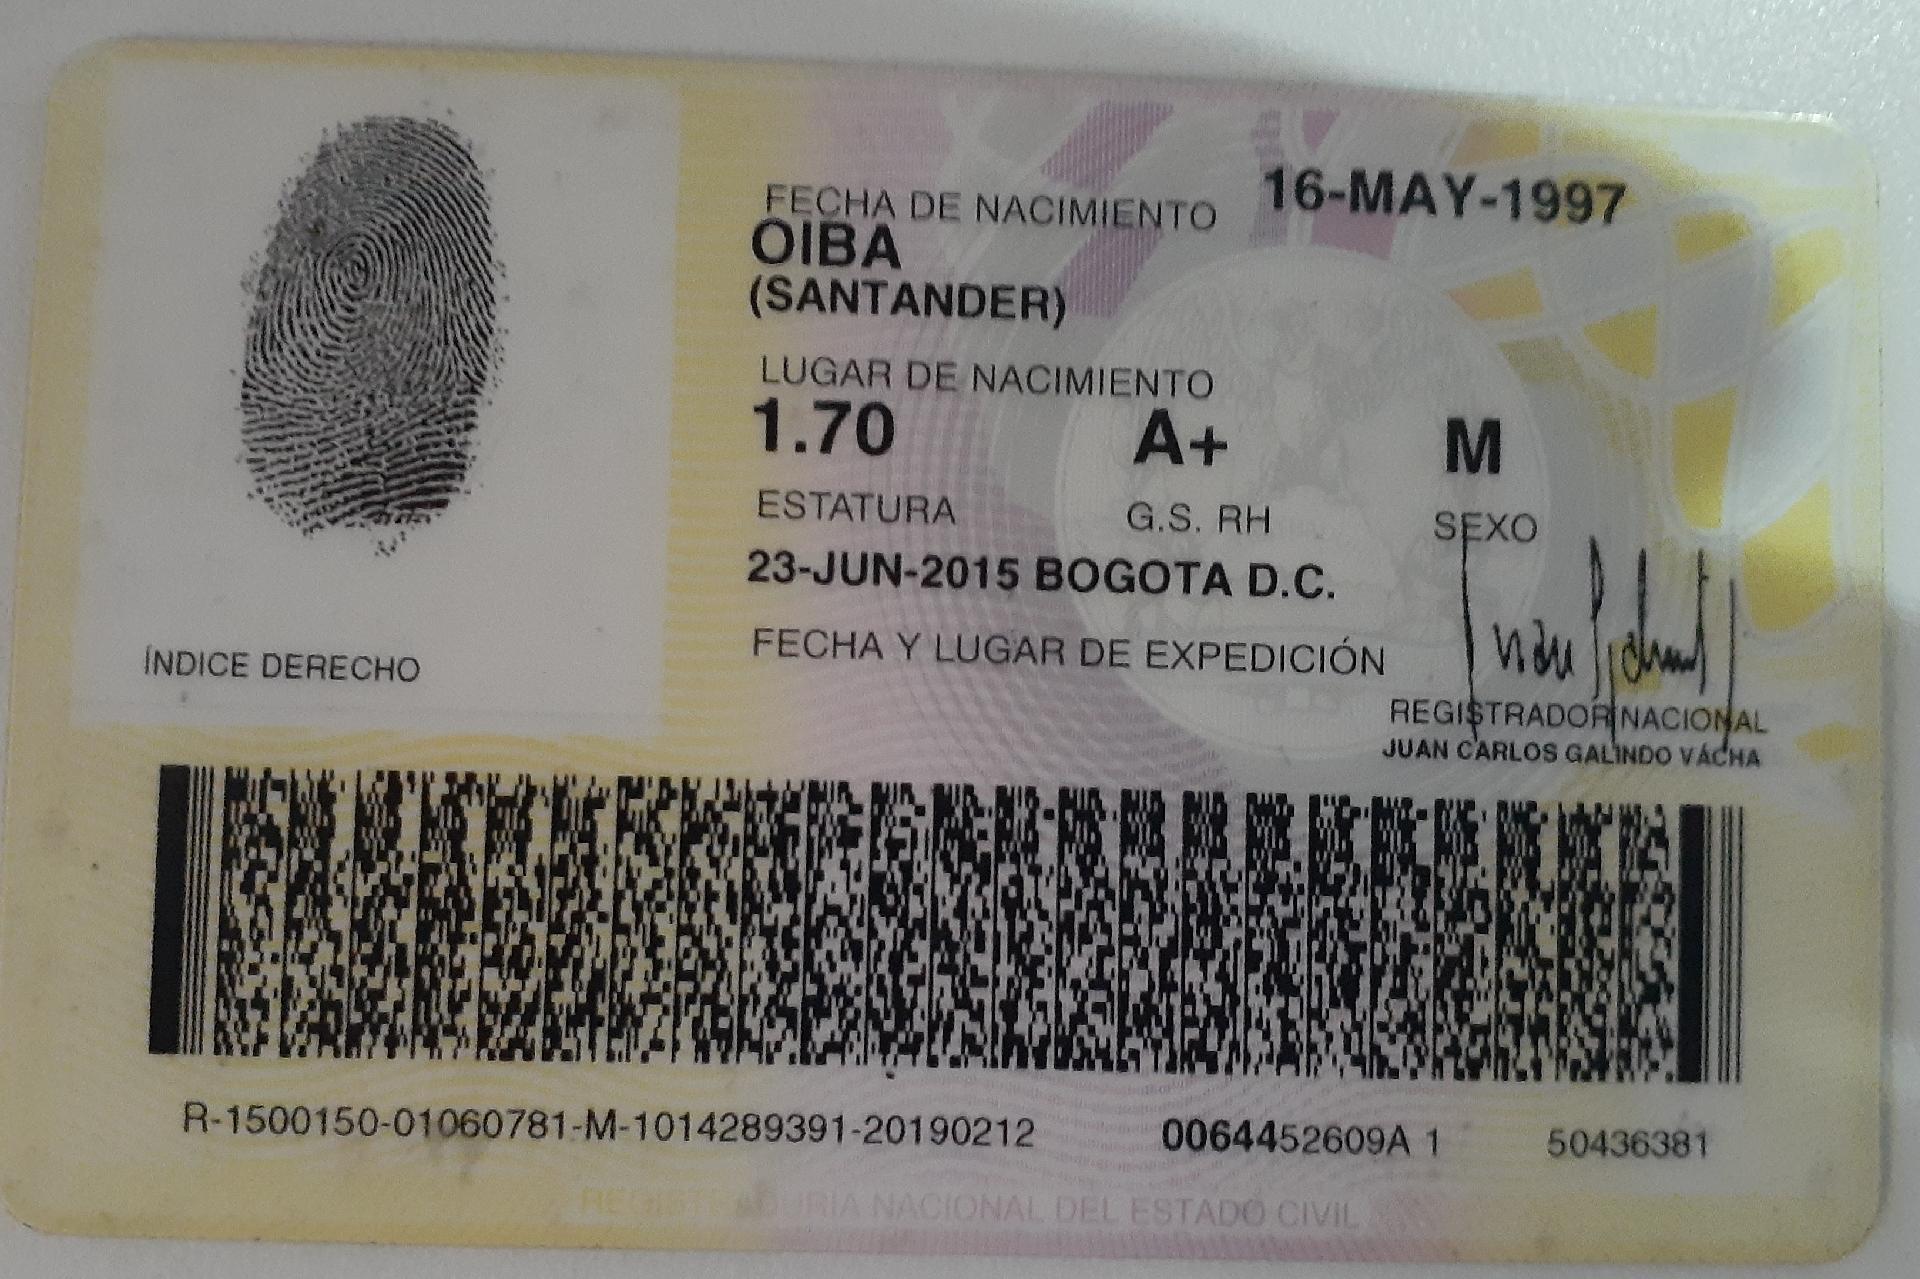 FECHA DE NACIMIENTO 16-MAY-1997
OIBA
(SANTANDER)
LUGAR DE NACIMIENTO
1.70 A+ M
ESTATURA G.S. RH SEXO
23-JUN-2015 BOGOTA D.C.
FECHA Y LUGAR DE EXPEDICIÓN
ÍNDICE DERECHO
REGISTRADOR NACIONAL
JUAN CARLOS GALINDO VÁCHA
R-1500150-01060781-M-1014289391-20190212 0064452609A 1 50436381
REGISTRADURIA NACIONAL DEL ESTADO CIVIL